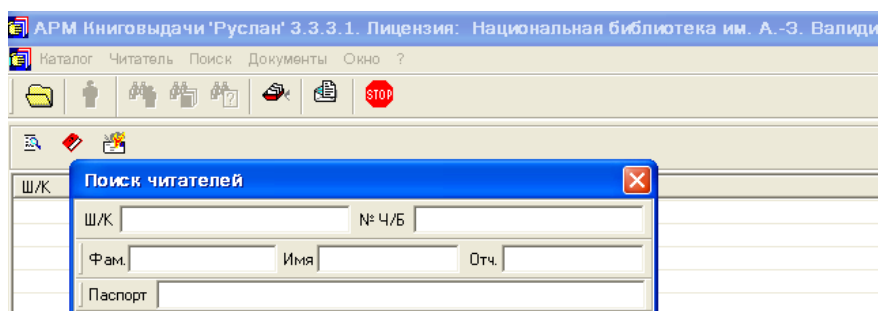 АРМ Книговыдачи 'Руслан' 3.3.3.1. Лицензия: Национальная библиотека им. А.-З. Валиди
Каталог Читатель Поиск Документы Окно ?
STOP
Ш/К Поиск читателей
Ш/К № Ч/Б
Фам. Имя Отч.
Паспорт